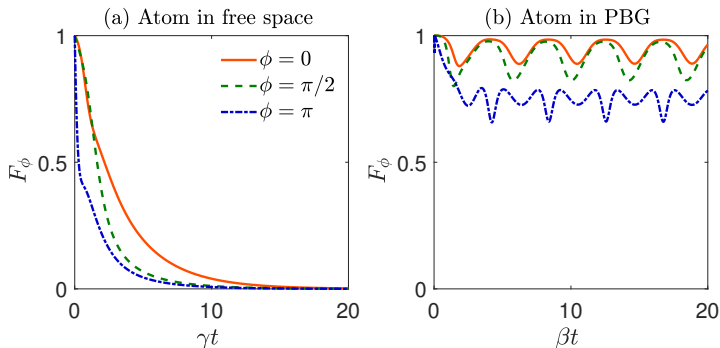 (a) Atom in free space
1
0.5
0
F_ϕ
ϕ = 0
ϕ = π/2
ϕ = π
0 10 20
γt
(b) Atom in PBG
1
0.5
0
F_ϕ
0 10 20
βt